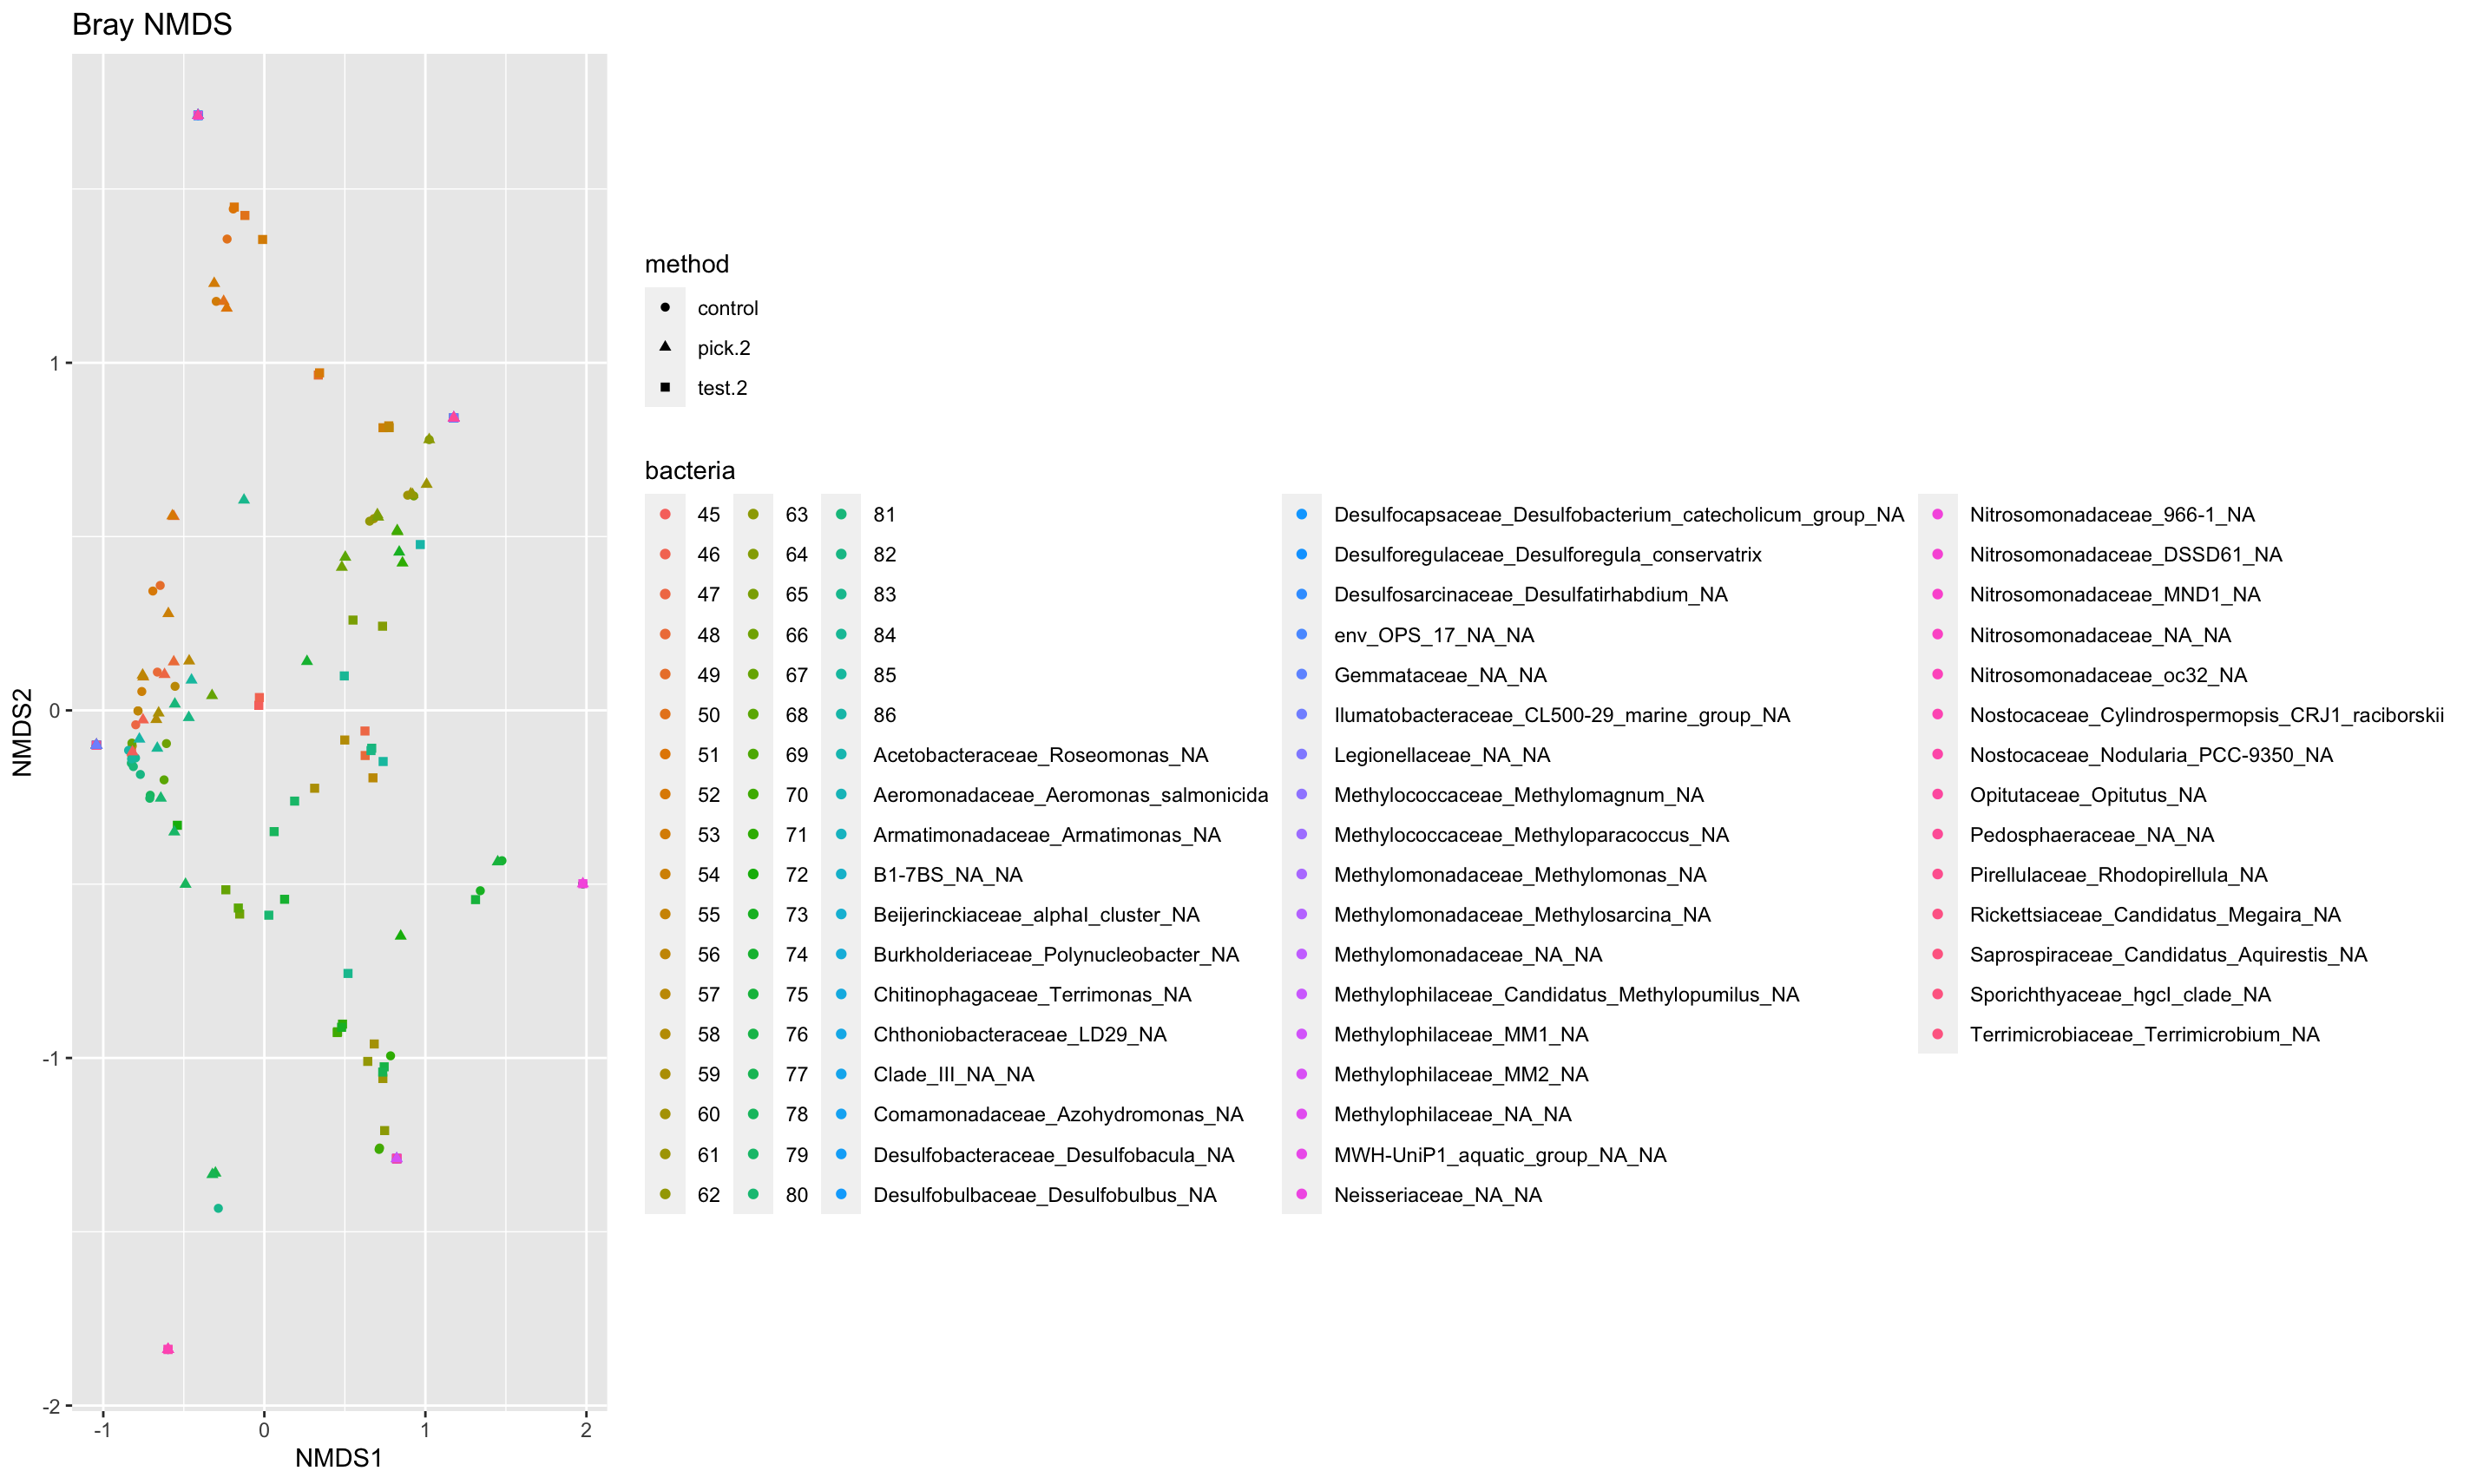 Bray NMDS
NMDS2
1
0
-1
-2
-1
0
1
2
NMDS1
method
control
pick.2
test.2
bacteria
45
46
47
48
49
50
51
52
53
54
55
56
57
58
59
60
61
62
63
64
65
66
67
68
69
70
71
72
73
74
75
76
77
78
79
80
81
82
83
84
85
86
Acetobacteraceae_Roseomonas_NA
Aeromonadaceae_Aeromonas_salmonicida
Armatimonadaceae_Armatimonas_NA
B1-7BS_NA_NA
Beijerinckiaceae_alphaI_cluster_NA
Burkholderiaceae_Polynucleobacter_NA
Chitinophagaceae_Terrimonas_NA
Chthoniobacteraceae_LD29_NA
Clade_III_NA_NA
Comamonadaceae_Azohydromonas_NA
Desulfobacteraceae_Desulfobacula_NA
Desulfobulbaceae_Desulfobulbus_NA
Desulfocapsaceae_Desulfobacterium_catecholicum_group_NA
Desulforegulaceae_Desulforegula_conservatrix
Desulfosarcinaceae_Desulfatirhabdium_NA
env_OPS_17_NA_NA
Gemmataceae_NA_NA
Ilumatobacteraceae_CL500-29_marine_group_NA
Legionellaceae_NA_NA
Methylococcaceae_Methylomagnum_NA
Methylococcaceae_Methyloparacoccus_NA
Methylomonadaceae_Methylomonas_NA
Methylomonadaceae_Methylosarcina_NA
Methylomonadaceae_NA_NA
Methylophilaceae_Candidatus_Methylopumilus_NA
Methylophilaceae_MM1_NA
Methylophilaceae_MM2_NA
Methylophilaceae_NA_NA
MWH-UniP1_aquatic_group_NA_NA
Neisseriaceae_NA_NA
Nitrosomonadaceae_966-1_NA
Nitrosomonadaceae_DSSD61_NA
Nitrosomonadaceae_MND1_NA
Nitrosomonadaceae_NA_NA
Nitrosomonadaceae_oc32_NA
Nostocaceae_Cylindrospermopsis_CRJ1_raciborskii
Nostocaceae_Nodularia_PCC-9350_NA
Opitutaceae_Opitutus_NA
Pedosphaeraceae_NA_NA
Pirellulaceae_Rhodopirellula_NA
Rickettsiaceae_Candidatus_Megaira_NA
Saprospiraceae_Candidatus_Aquirestis_NA
Sporichthyaceae_hgcI_clade_NA
Terrimicrobiaceae_Terrimicrobium_NA